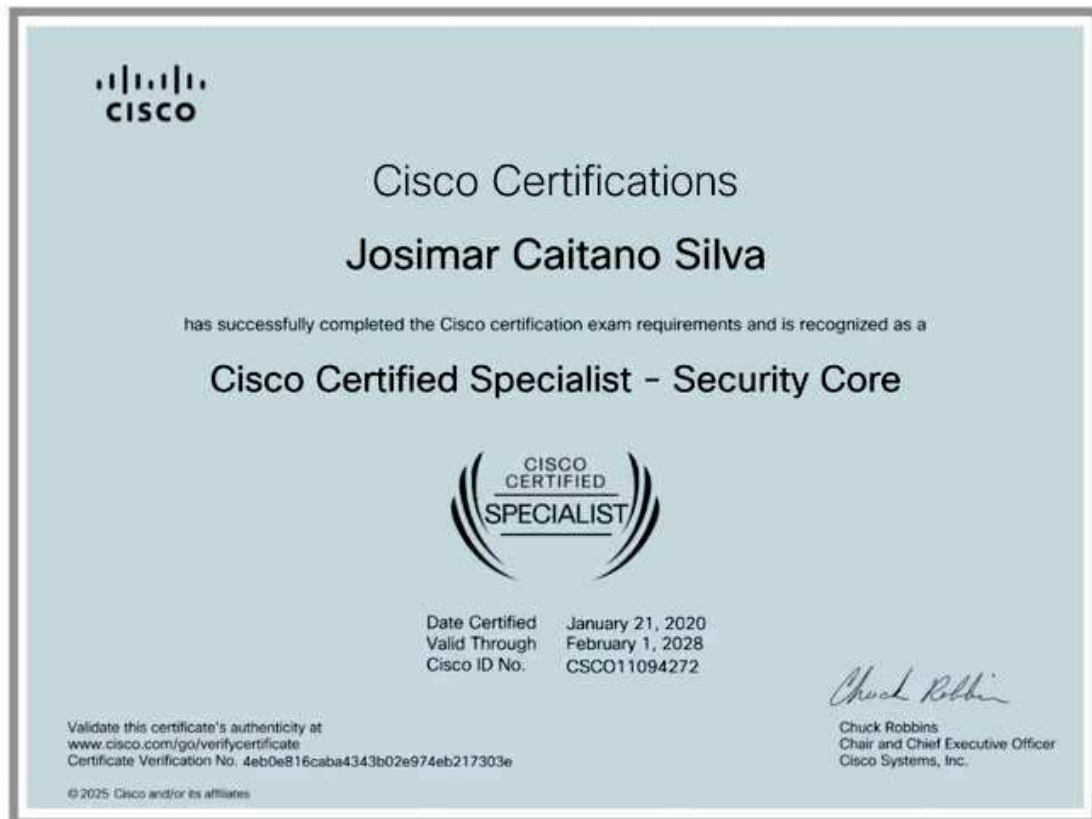 CISCO
Cisco Certifications
Josimar Caitano Silva
has successfully completed the Cisco certification exam requirements and is recognized as a
Cisco Certified Specialist - Security Core
CISCO
CERTIFIED
SPECIALIST
Date Certified January 21, 2020
Valid Through February 1, 2028
Cisco ID No. CSCO11094272
Chuck Robbins
Validate this certificate's authenticity at
www.cisco.com/go/verifycertificate
Certificate Verification No. 4eb0e816caba4343b02e974eb217303e
Chuck Robbins
Chair and Chief Executive Officer
Cisco Systems, Inc.
© 2025 Cisco and/or its affiliates